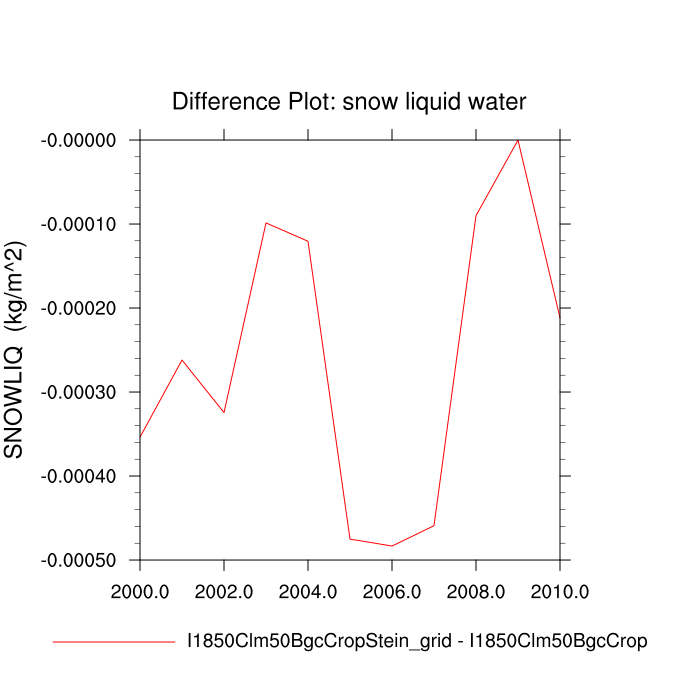 Difference Plot: snow liquid water
SNOWLIQ (kg/m^2)
-0.00000
-0.00010
-0.00020
-0.00030
-0.00040
-0.00050
2000.0 2002.0 2004.0 2006.0 2008.0 2010.0
I1850Clm50BgcCropStein_grid - I1850Clm50BgcCrop